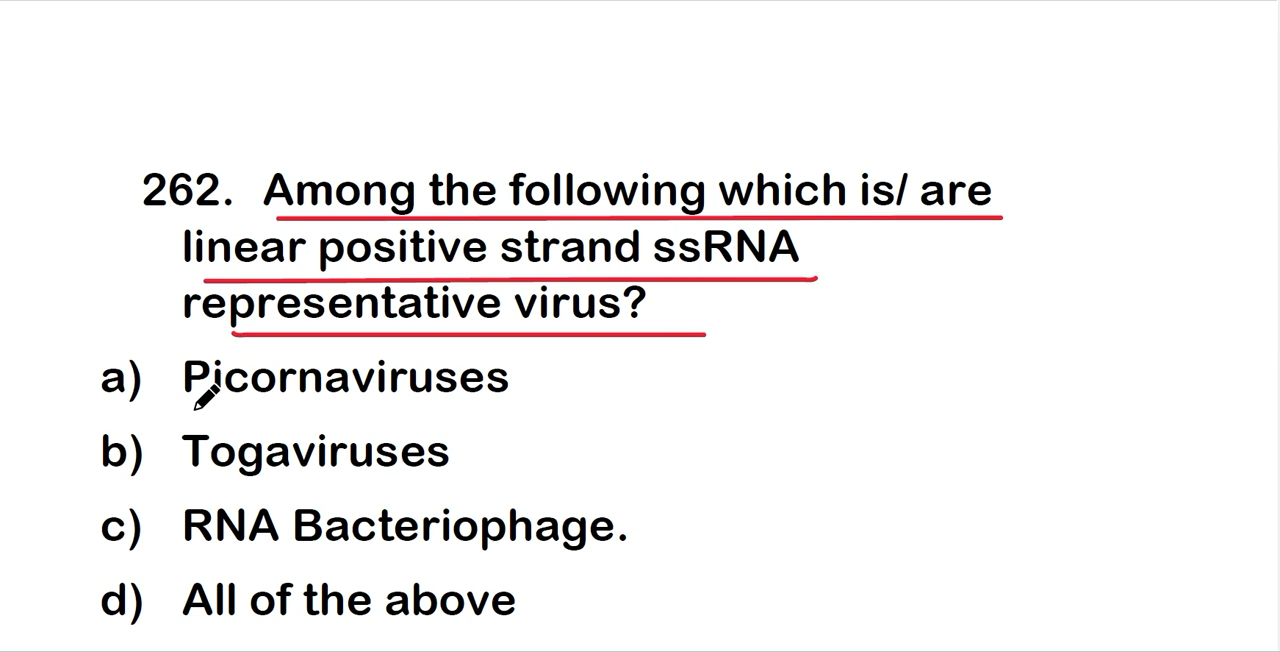 262. Among the following which is/ are
linear positive strand ssRNA
representative virus?
a) Picornaviruses
b) Togaviruses
c) RNA Bacteriophage.
d) All of the above